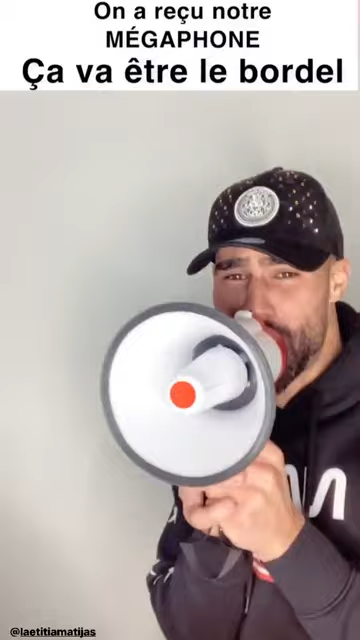 On a reçu notre
MÉGAPHONE
Ça va être le bordel
@laetitiamatijas